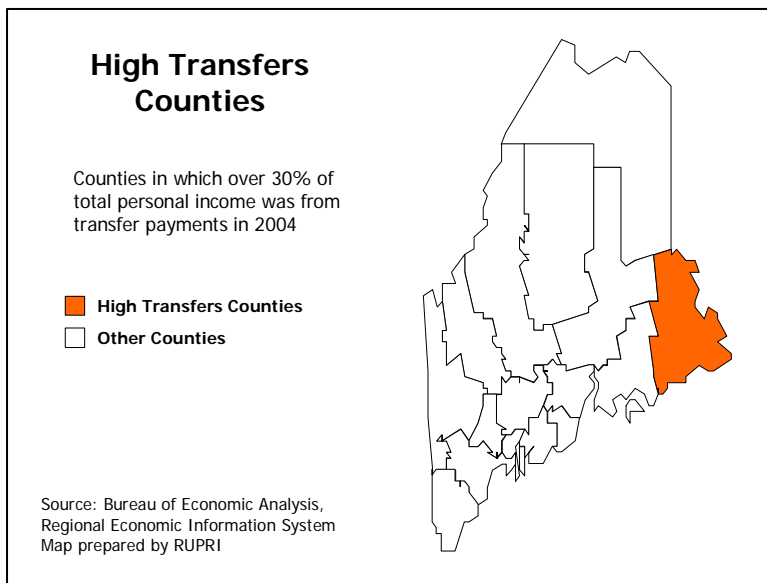 High Transfers
Counties
Counties in which over 30% of
total personal income was from
transfer payments in 2004
High Transfers Counties
Other Counties
Source: Bureau of Economic Analysis,
Regional Economic Information System
Map prepared by RUPRI